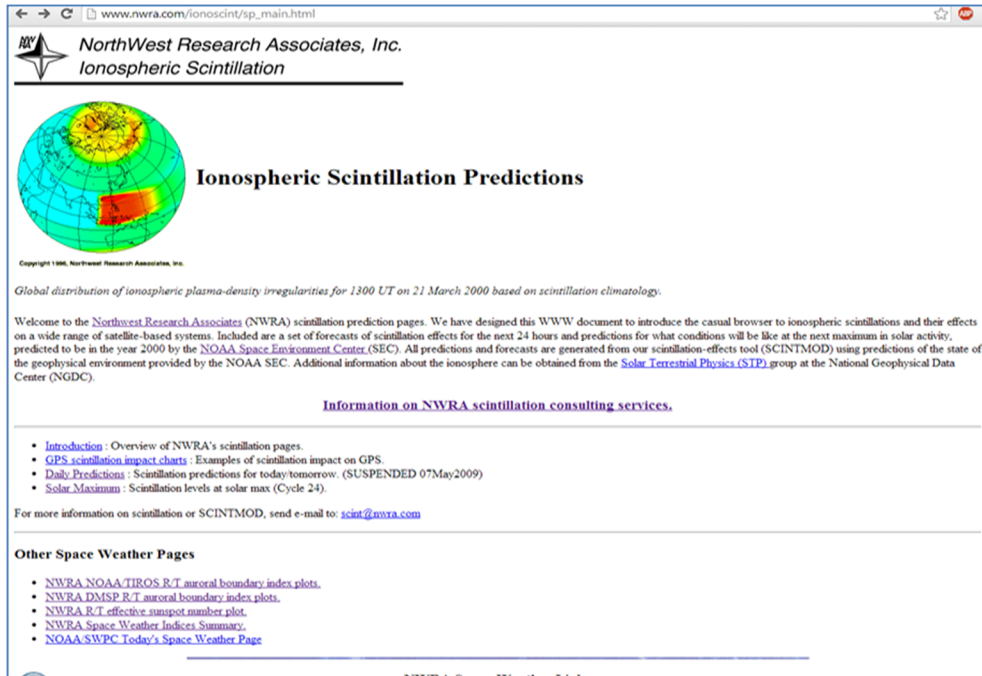 www.nwra.com/ionoscint/sp_main.html
ABP
NorthWest Research Associates, Inc.
Ionospheric Scintillation
Ionospheric Scintillation Predictions
Copyright 1996, Northwest Research Associates, Inc.
Global distribution of ionospheric plasma-density irregularities for 1300 UT on 21 March 2000 based on scintillation climatology.
Welcome to the Northwest Research Associates (NWRA) scintillation prediction pages. We have designed this WWW document to introduce the casual browser to ionospheric scintillations and their effects
on a wide range of satellite-based systems. Included are a set of forecasts of scintillation effects for the next 24 hours and predictions for what conditions will be like at the next maximum in solar activity,
predicted to be in the year 2000 by the NOAA Space Environment Center (SEC). All predictions and forecasts are generated from our scintillation-effects tool (SCINTMOD) using predictions of the state of
the geophysical environment provided by the NOAA SEC. Additional information about the ionosphere can be obtained from the Solar Terrestrial Physics (STP) group at the National Geophysical Data
Center (NGDC).
Information on NWRA scintillation consulting services.
• Introduction : Overview of NWRA's scintillation pages.
• GPS scintillation impact charts : Examples of scintillation impact on GPS.
• Daily Predictions : Scintillation predictions for today/tomorrow. (SUSPENDED 07May2009)
• Solar Maximum : Scintillation levels at solar max (Cycle 24).
For more information on scintillation or SCINTMOD, send e-mail to: scint@nwra.com
Other Space Weather Pages
• NWRA NOAA/TIROS R/T auroral boundary index plots.
• NWRA DMSP R/T auroral boundary index plots.
• NWRA R/T effective sunspot number plot.
• NWRA Space Weather Indices Summary.
• NOAA/SWPC Today's Space Weather Page